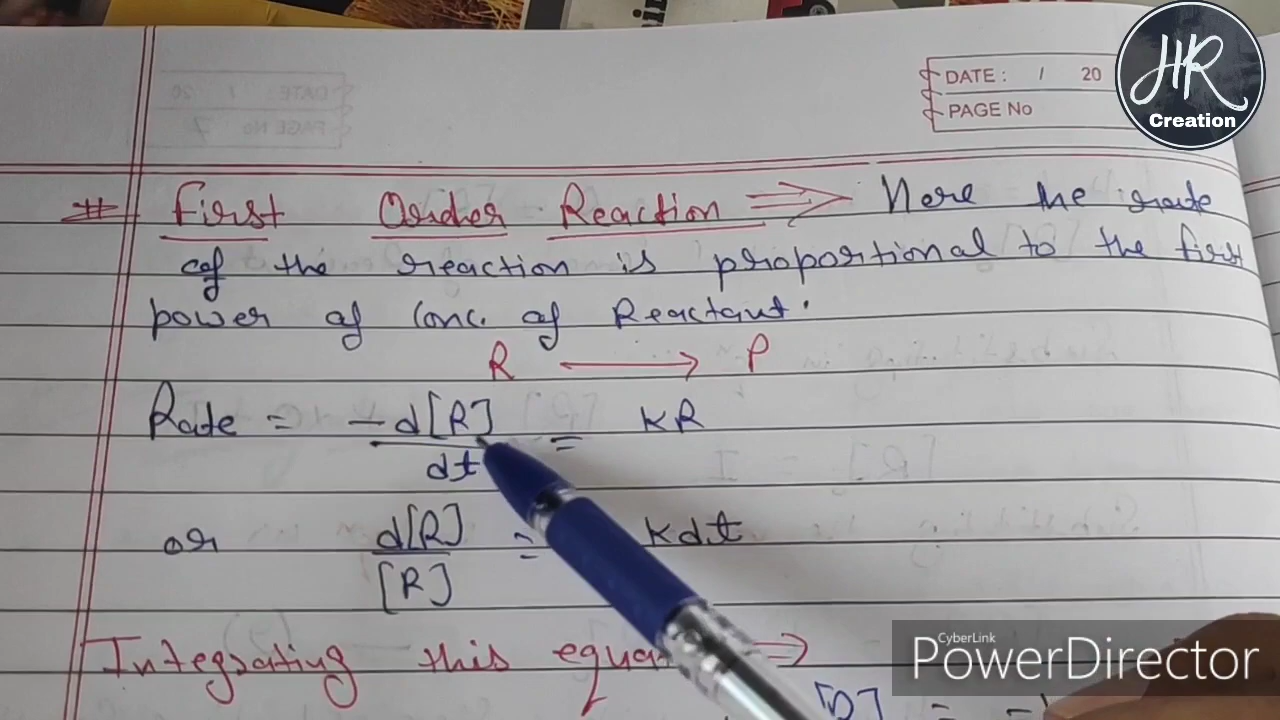 DATE : / 20
PAGE No
HR
Creation
# First Order Reaction ⇒ Here the rate
of the reaction is proportional to the first
power of Conc. of Reactant.
R → P
Rate = -d[R]/dt = KR
or d[R]/[R] = Kdt
Integrating this equa ⇒
[R] = -
CyberLink
PowerDirector